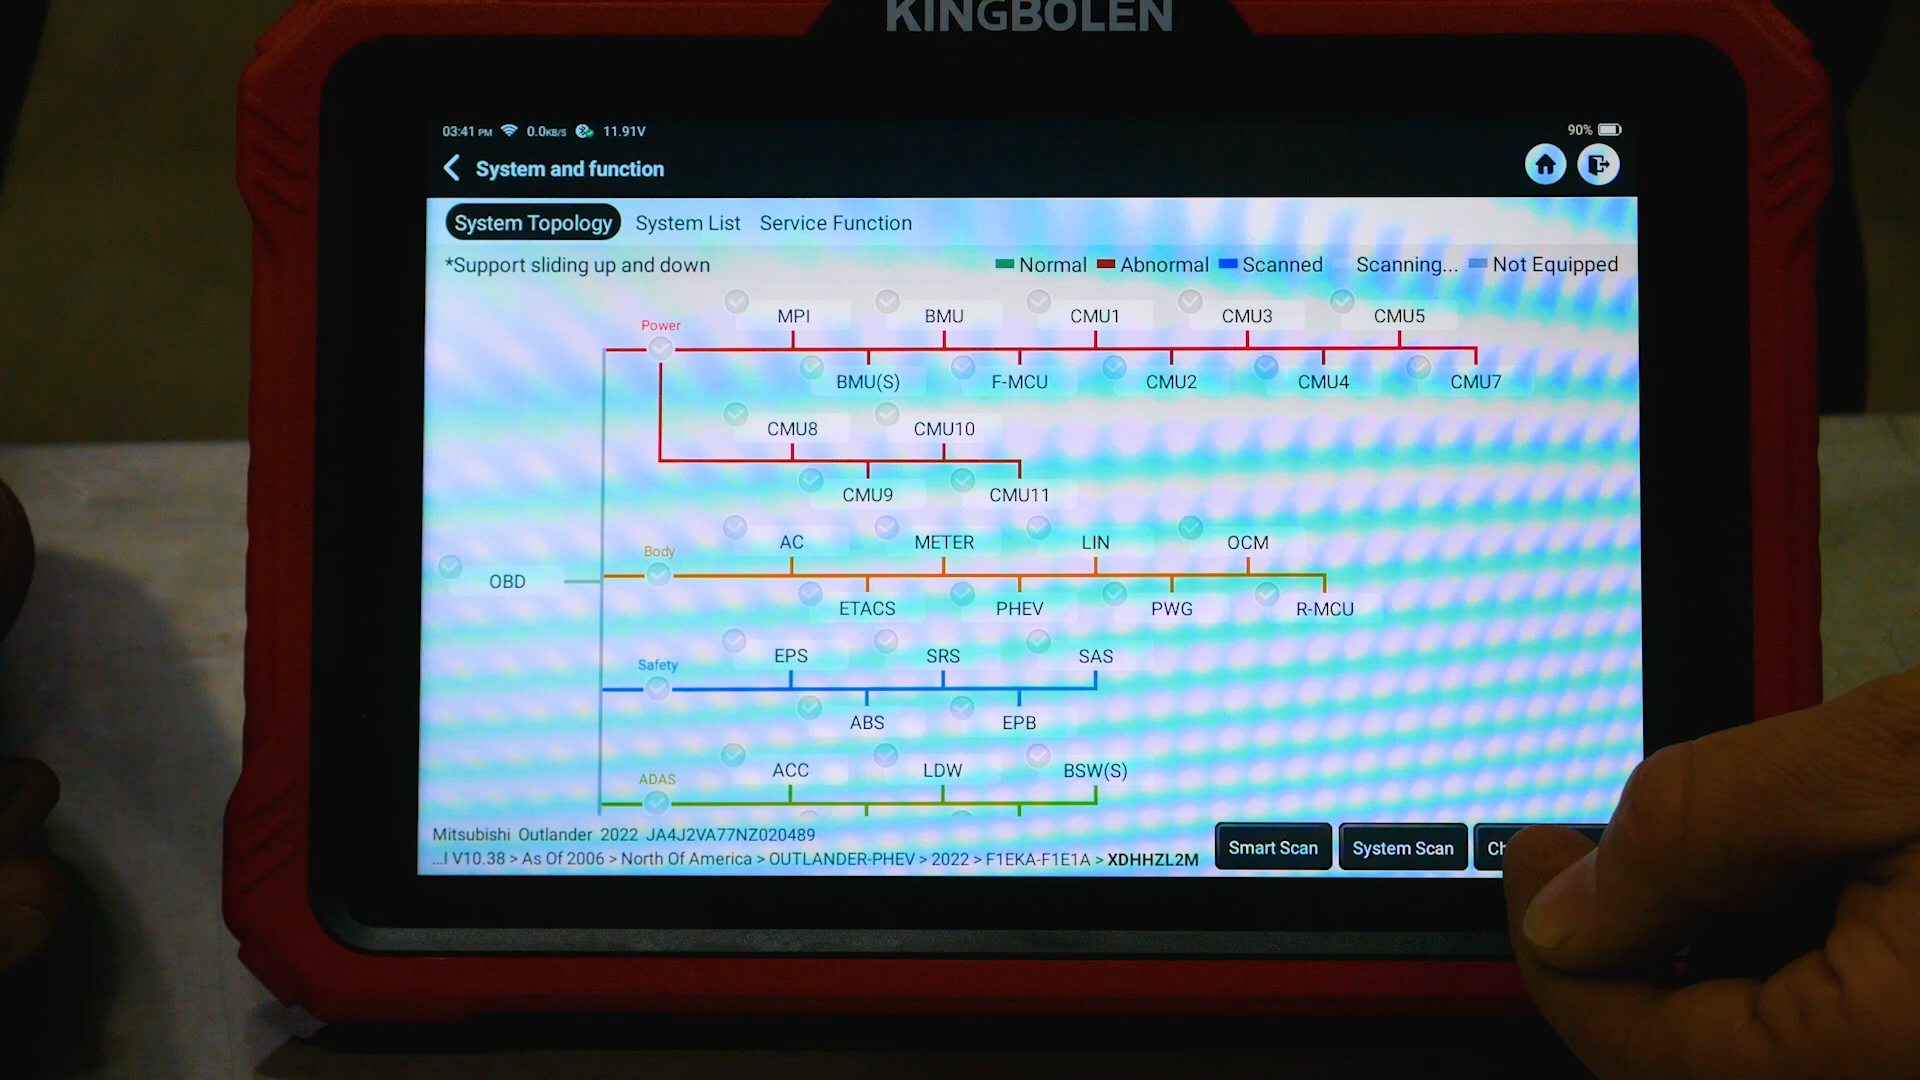 KINGBOLEN
03:41 PM 0.0KB/S 11.91V 90%
System and function
System Topology System List Service Function
*Support sliding up and down Normal Abnormal Scanned Scanning... Not Equipped
Power MPI BMU CMU1 CMU3 CMU5
BMU(S) F-MCU CMU2 CMU4 CMU7
CMU8 CMU10
CMU9 CMU11
Body AC METER LIN OCM
OBD
ETACS PHEV PWG R-MCU
Safety EPS SRS SAS
ABS EPB
ADAS ACC LDW BSW(S)
Mitsubishi Outlander 2022 JA4J2VA77NZ020489
...I V10.38 > As Of 2006 > North Of America > OUTLANDER-PHEV > 2022 > F1EKA-F1E1A > XDHHZL2M
Smart Scan System Scan